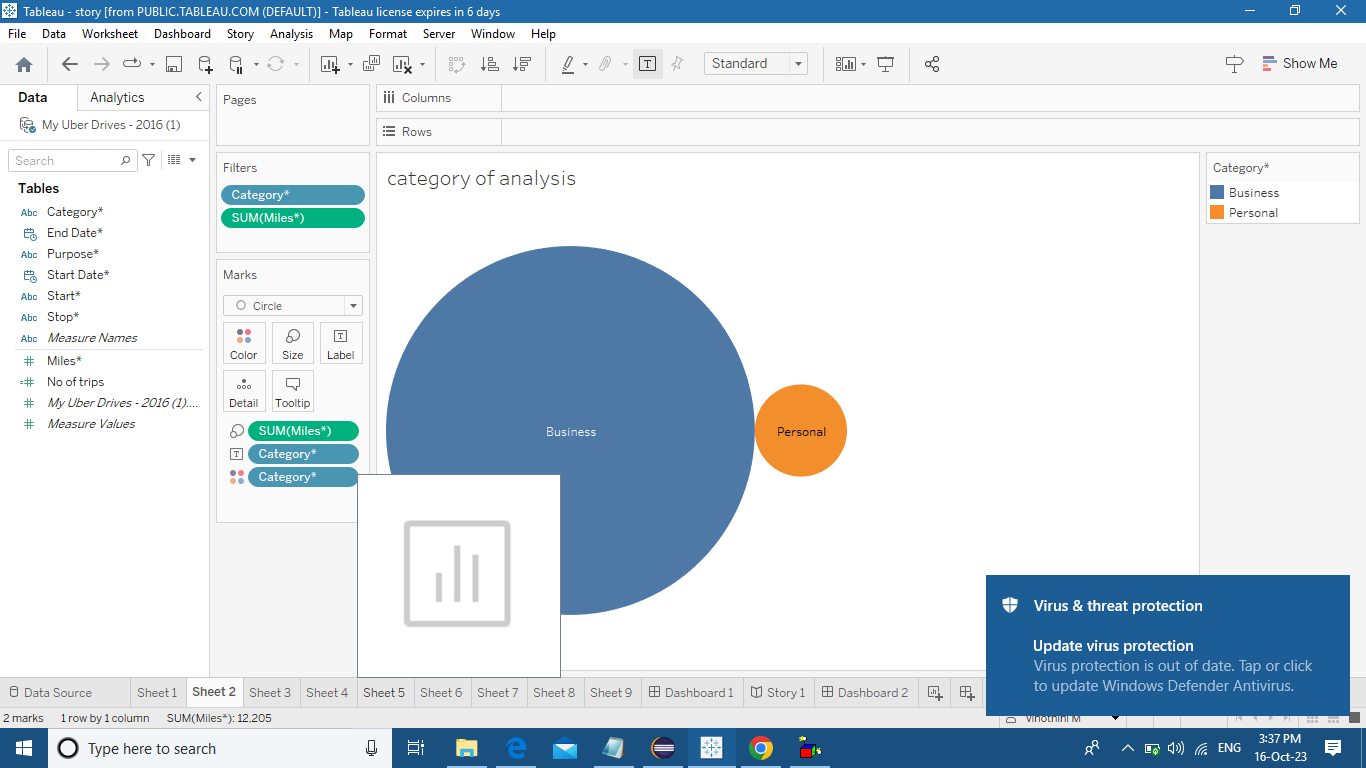 Tableau - story [from PUBLIC.TABLEAU.COM (DEFAULT)] - Tableau license expires in 6 days
File Data Worksheet Dashboard Story Analysis Map Format Server Window Help
Standard
Show Me
Data Analytics
My Uber Drives - 2016 (1)
Search
Tables
Abc Category*
End Date*
Abc Purpose*
Start Date*
Abc Start*
Abc Stop*
Abc Measure Names
Miles*
No of trips
My Uber Drives - 2016 (1)....
Measure Values
Pages
Filters
Category*
SUM(Miles*)
Marks
Circle
Color Size Label
Detail Tooltip
SUM(Miles*)
Category*
Category*
Columns
Rows
category of analysis
Business
Personal
Category*
Business
Personal
Virus & threat protection
Update virus protection
Virus protection is out of date. Tap or click
to update Windows Defender Antivirus.
Data Source Sheet 1 Sheet 2 Sheet 3 Sheet 4 Sheet 5 Sheet 6 Sheet 7 Sheet 8 Sheet 9 Dashboard 1 Story 1 Dashboard 2
2 marks 1 row by 1 column SUM(Miles*): 12,205
Vinothini M
Type here to search
ENG
3:37 PM
16-Oct-23